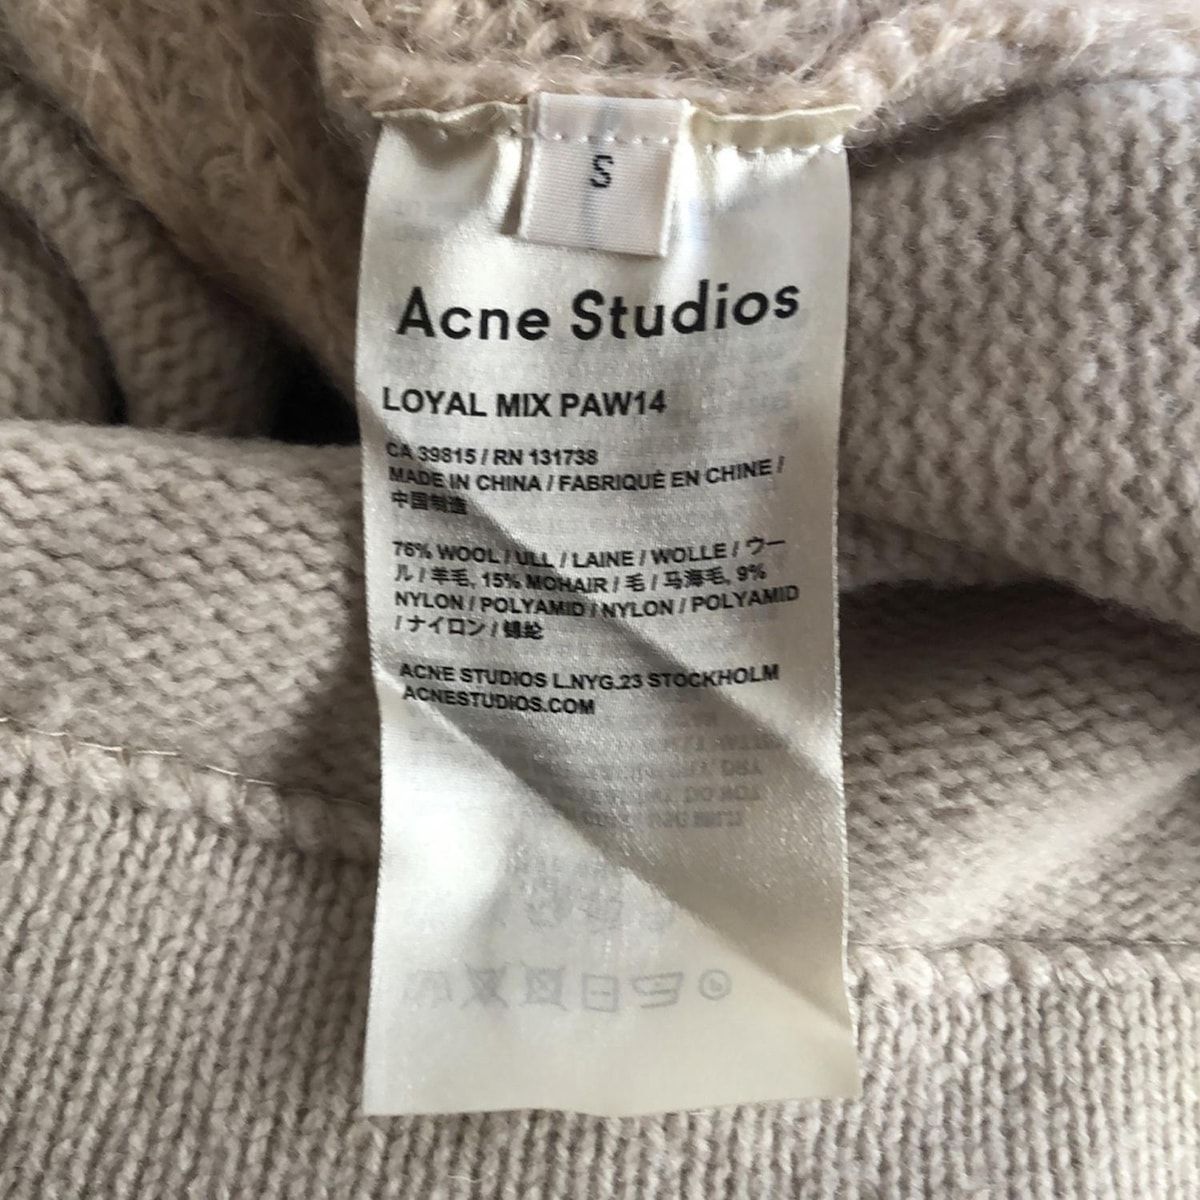 S
Acne Studios
LOYAL MIX PAW14
CA 39815 / RN 131738
MADE IN CHINA / FABRIQUÉ EN CHINE /
中国制造
76% WOOL / ULL / LAINE / WOLLE / ウー
ル / 羊毛, 15% MOHAIR / 毛 / 马海毛, 9%
NYLON / POLYAMID / NYLON / POLYAMID
/ ナイロン / 锦纶
ACNE STUDIOS L.NYG.23 STOCKHOLM
ACNESTUDIOS.COM